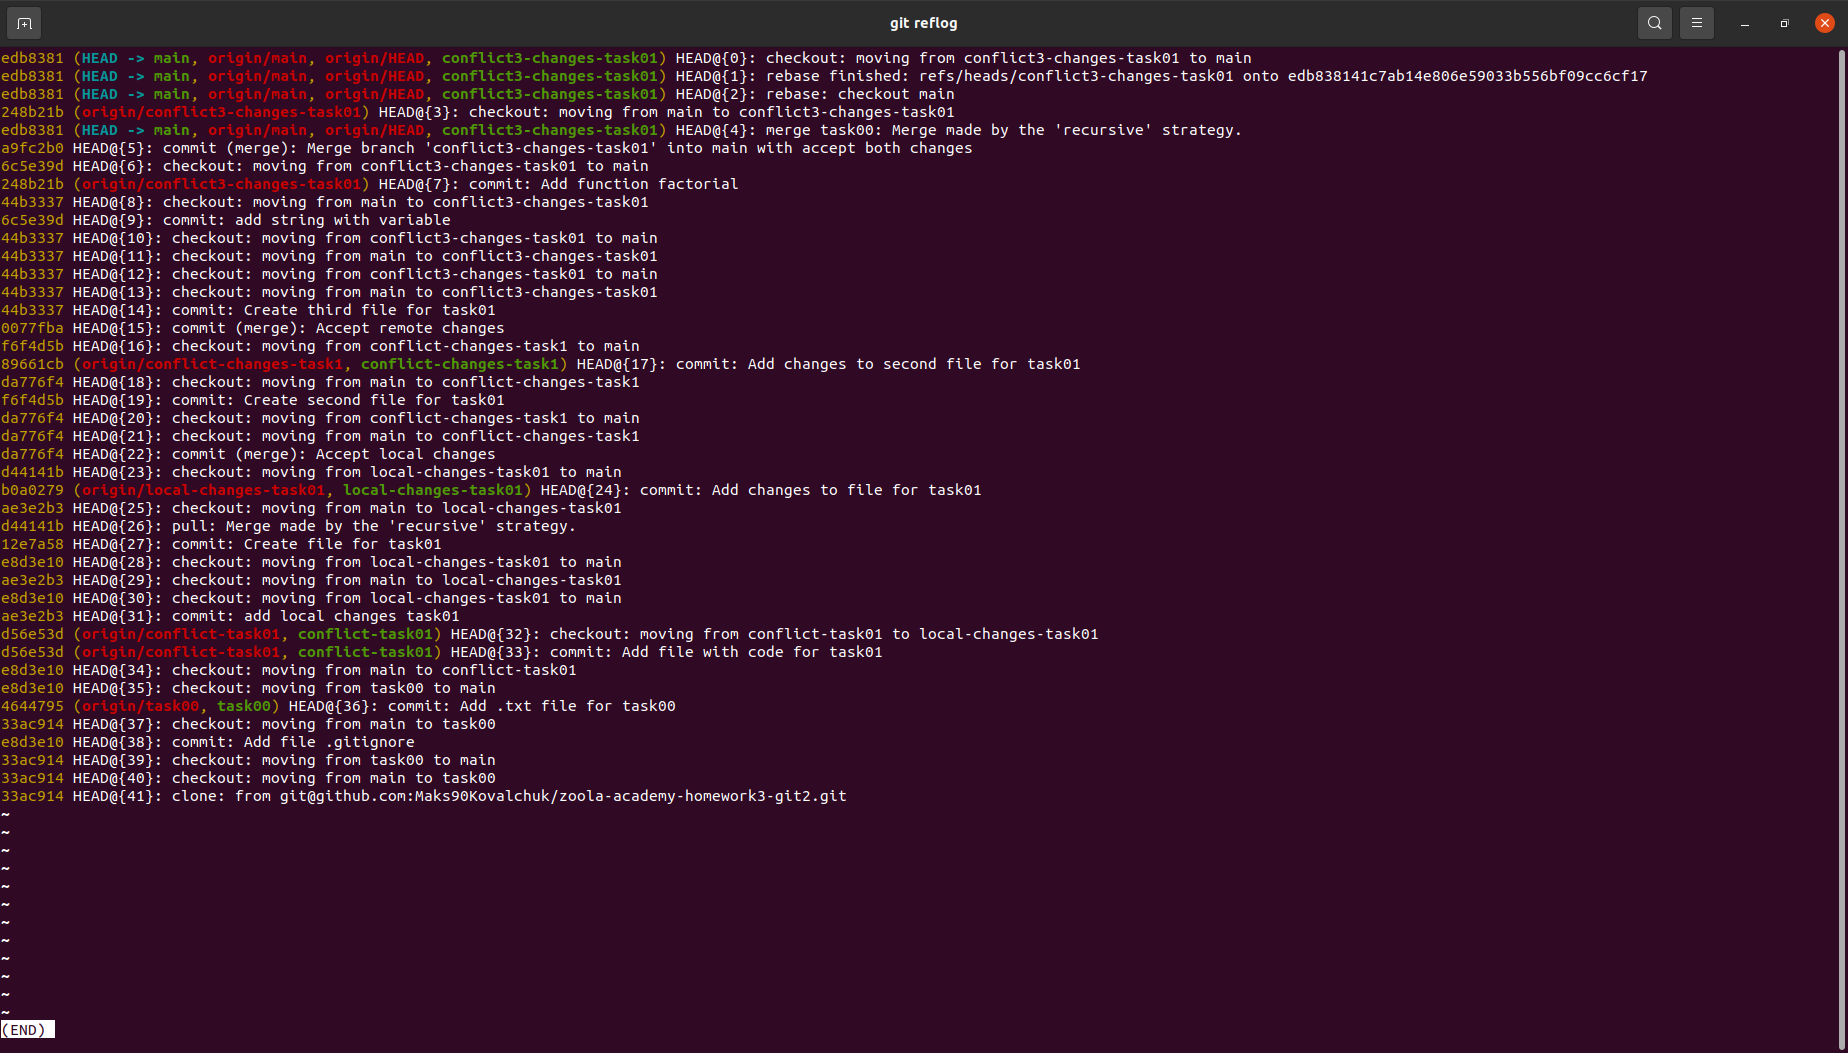 git reflog
edb8381 (HEAD -> main, origin/main, origin/HEAD, conflict3-changes-task01) HEAD@{0}: checkout: moving from conflict3-changes-task01 to main
edb8381 (HEAD -> main, origin/main, origin/HEAD, conflict3-changes-task01) HEAD@{1}: rebase finished: refs/heads/conflict3-changes-task01 onto edb838141c7ab14e806e59033b556bf09cc6cf17
edb8381 (HEAD -> main, origin/main, origin/HEAD, conflict3-changes-task01) HEAD@{2}: rebase: checkout main
248b21b (origin/conflict3-changes-task01) HEAD@{3}: checkout: moving from main to conflict3-changes-task01
edb8381 (HEAD -> main, origin/main, origin/HEAD, conflict3-changes-task01) HEAD@{4}: merge task00: Merge made by the 'recursive' strategy.
a9fc2b0 HEAD@{5}: commit (merge): Merge branch 'conflict3-changes-task01' into main with accept both changes
6c5e39d HEAD@{6}: checkout: moving from conflict3-changes-task01 to main
248b21b (origin/conflict3-changes-task01) HEAD@{7}: commit: Add function factorial
44b3337 HEAD@{8}: checkout: moving from main to conflict3-changes-task01
6c5e39d HEAD@{9}: commit: add string with variable
44b3337 HEAD@{10}: checkout: moving from conflict3-changes-task01 to main
44b3337 HEAD@{11}: checkout: moving from main to conflict3-changes-task01
44b3337 HEAD@{12}: checkout: moving from conflict3-changes-task01 to main
44b3337 HEAD@{13}: checkout: moving from main to conflict3-changes-task01
44b3337 HEAD@{14}: commit: Create third file for task01
0077fba HEAD@{15}: commit (merge): Accept remote changes
f6f4d5b HEAD@{16}: checkout: moving from conflict-changes-task1 to main
89661cb (origin/conflict-changes-task1, conflict-changes-task1) HEAD@{17}: commit: Add changes to second file for task01
da776f4 HEAD@{18}: checkout: moving from main to conflict-changes-task1
f6f4d5b HEAD@{19}: commit: Create second file for task01
da776f4 HEAD@{20}: checkout: moving from conflict-changes-task1 to main
da776f4 HEAD@{21}: checkout: moving from main to conflict-changes-task1
da776f4 HEAD@{22}: commit (merge): Accept local changes
d44141b HEAD@{23}: checkout: moving from local-changes-task01 to main
b0a0279 (origin/local-changes-task01, local-changes-task01) HEAD@{24}: commit: Add changes to file for task01
ae3e2b3 HEAD@{25}: checkout: moving from main to local-changes-task01
d44141b HEAD@{26}: pull: Merge made by the 'recursive' strategy.
12e7a58 HEAD@{27}: commit: Create file for task01
e8d3e10 HEAD@{28}: checkout: moving from local-changes-task01 to main
ae3e2b3 HEAD@{29}: checkout: moving from main to local-changes-task01
e8d3e10 HEAD@{30}: checkout: moving from local-changes-task01 to main
ae3e2b3 HEAD@{31}: commit: add local changes task01
d56e53d (origin/conflict-task01, conflict-task01) HEAD@{32}: checkout: moving from conflict-task01 to local-changes-task01
d56e53d (origin/conflict-task01, conflict-task01) HEAD@{33}: commit: Add file with code for task01
e8d3e10 HEAD@{34}: checkout: moving from main to conflict-task01
e8d3e10 HEAD@{35}: checkout: moving from task00 to main
4644795 (origin/task00, task00) HEAD@{36}: commit: Add .txt file for task00
33ac914 HEAD@{37}: checkout: moving from main to task00
e8d3e10 HEAD@{38}: commit: Add file .gitignore
33ac914 HEAD@{39}: checkout: moving from task00 to main
33ac914 HEAD@{40}: checkout: moving from main to task00
33ac914 HEAD@{41}: clone: from git@github.com:Maks90Kovalchuk/zoola-academy-homework3-git2.git
~
~
~
~
~
~
~
~
~
~
~
~
(END)